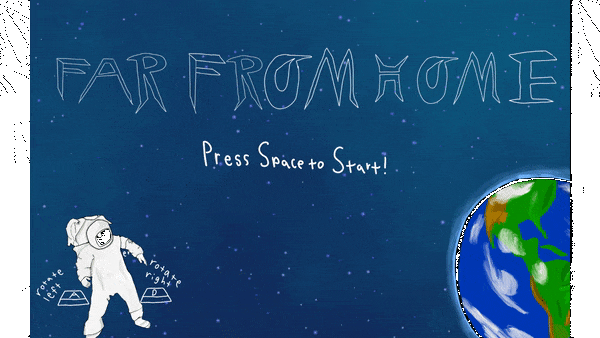 FAR FROM HOME
Press Space to Start!
rotate
left
A
rotate
right
D